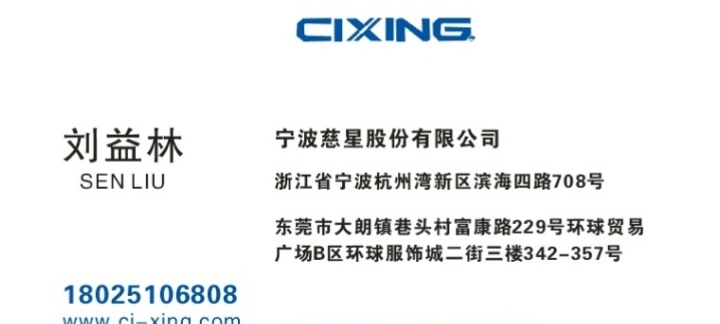 CIXING
刘益林
SEN LIU
宁波慈星股份有限公司
浙江省宁波杭州湾新区滨海四路708号
东莞市大朗镇巷头村富康路229号环球贸易
广场B区环球服饰城二街三楼342-357号
18025106808
www.ci-xing.com